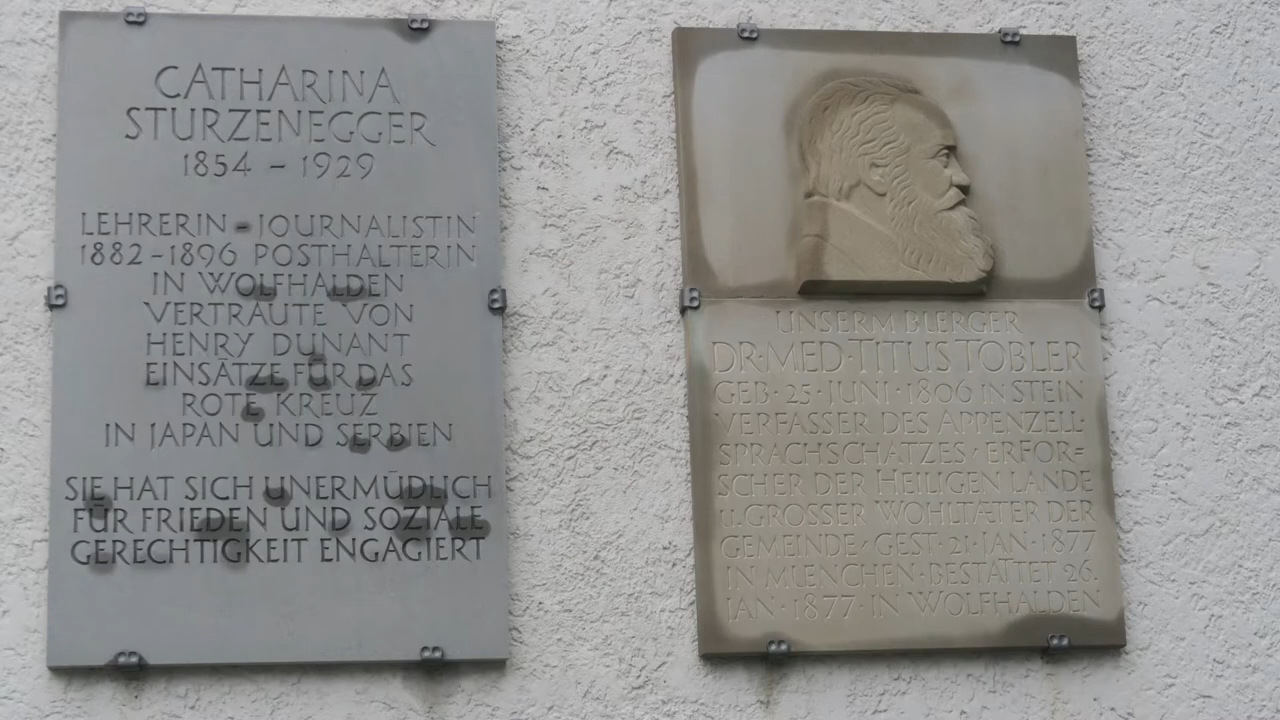 CATHARINA
STURZENEGGER
1854 – 1929
LEHRERIN – JOURNALISTIN
1882–1896 POSTHALTERIN
IN WOLFHALDEN
VERTRAUTE VON
HENRY DUNANT
EINSÄTZE FÜR DAS
ROTE KREUZ
IN JAPAN UND SERBIEN
SIE HAT SICH UNERMÜDLICH
FÜR FRIEDEN UND SOZIALE
GERECHTIGKEIT ENGAGIERT
UNSERM BUERGER
DR·MED·TITUS TOBLER
GEB·25·JUNI·1806 IN STEIN
VERFASSER DES APPENZELL·
SPRACHSCHATZES, ERFOR=
SCHER DER HEILIGEN LANDE
U. GROSSER WOHLTÆTER DER
GEMEINDE, GEST·21·JAN·1877
IN MUENCHEN·BESTATTET 26.
JAN·1877·IN WOLFHALDEN